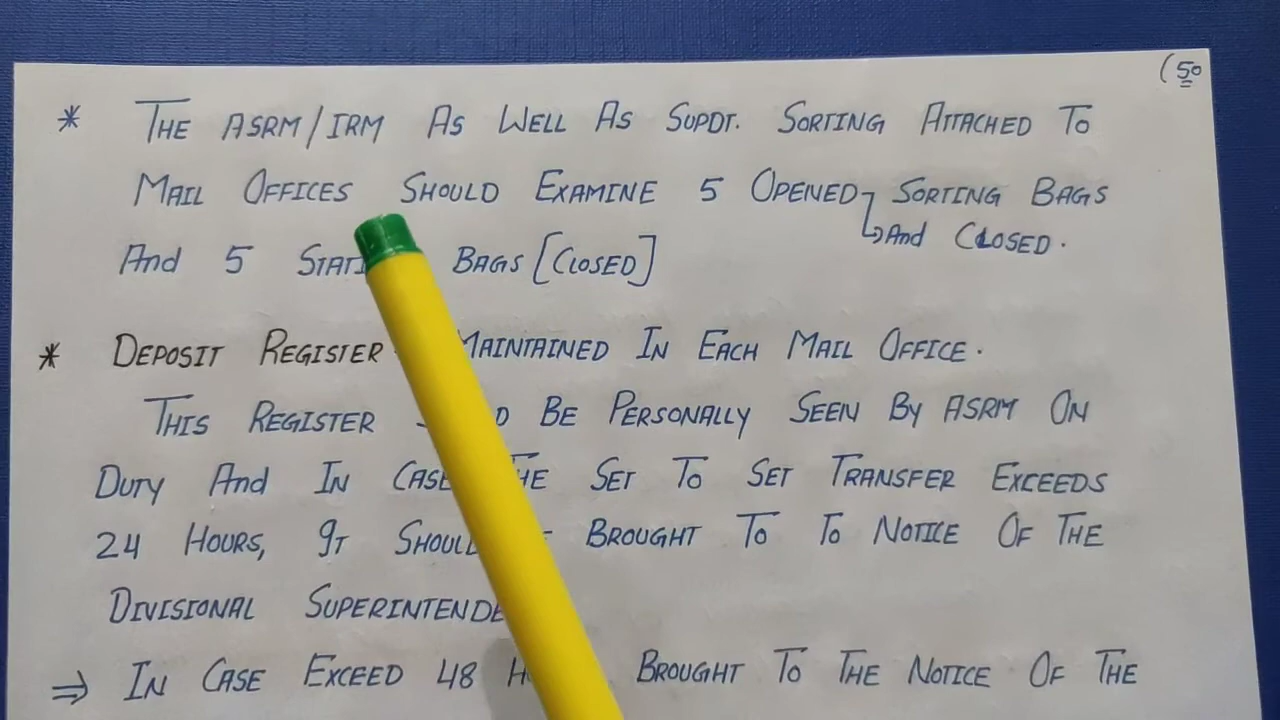 (50
* THE ASRM/IRM AS WELL AS SUPDT. SORTING ATTACHED TO
MAIL OFFICES SHOULD EXAMINE 5 OPENED SORTING BAGS
And CLOSED.
And 5 BAGS [CLOSED]
* DEPOSIT REGISTER MAINTAINED IN EACH MAIL OFFICE.
THIS REGISTER BE PERSONALLY SEEN BY ASRM ON
DUTY And IN CASE THE SET TO SET TRANSFER EXCEEDS
24 HOURS, IT BROUGHT TO TO NOTICE OF THE
DIVISIONAL
⇒ IN CASE EXCEED 48 BROUGHT TO THE NOTICE OF THE